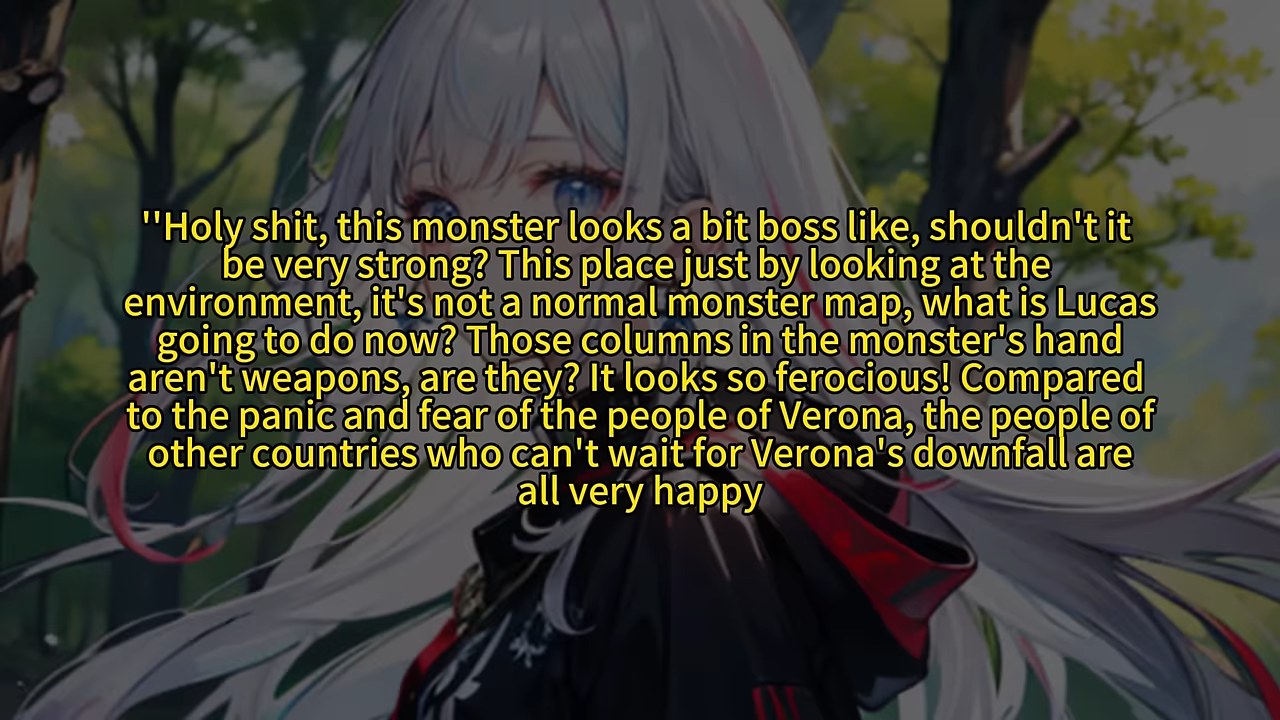 ''Holy shit, this monster looks a bit boss like, shouldn't it
be very strong? This place just by looking at the
environment, it's not a normal monster map, what is Lucas
going to do now? Those columns in the monster's hand
aren't weapons, are they? It looks so ferocious! Compared
to the panic and fear of the people of Verona, the people of
other countries who can't wait for Verona's downfall are
all very happy